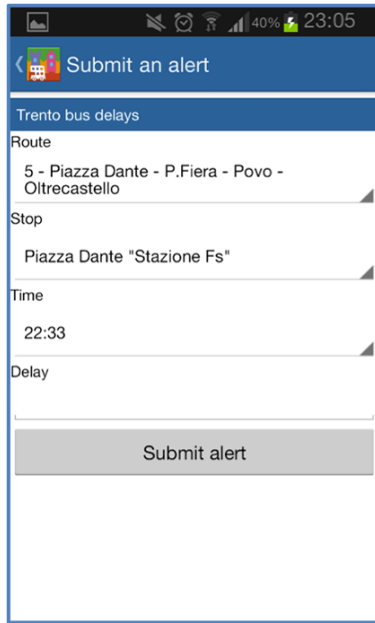 40% 23:05
Submit an alert
Trento bus delays
Route
5 - Piazza Dante - P.Fiera - Povo -
Oltrecastello
Stop
Piazza Dante "Stazione Fs"
Time
22:33
Delay
Submit alert